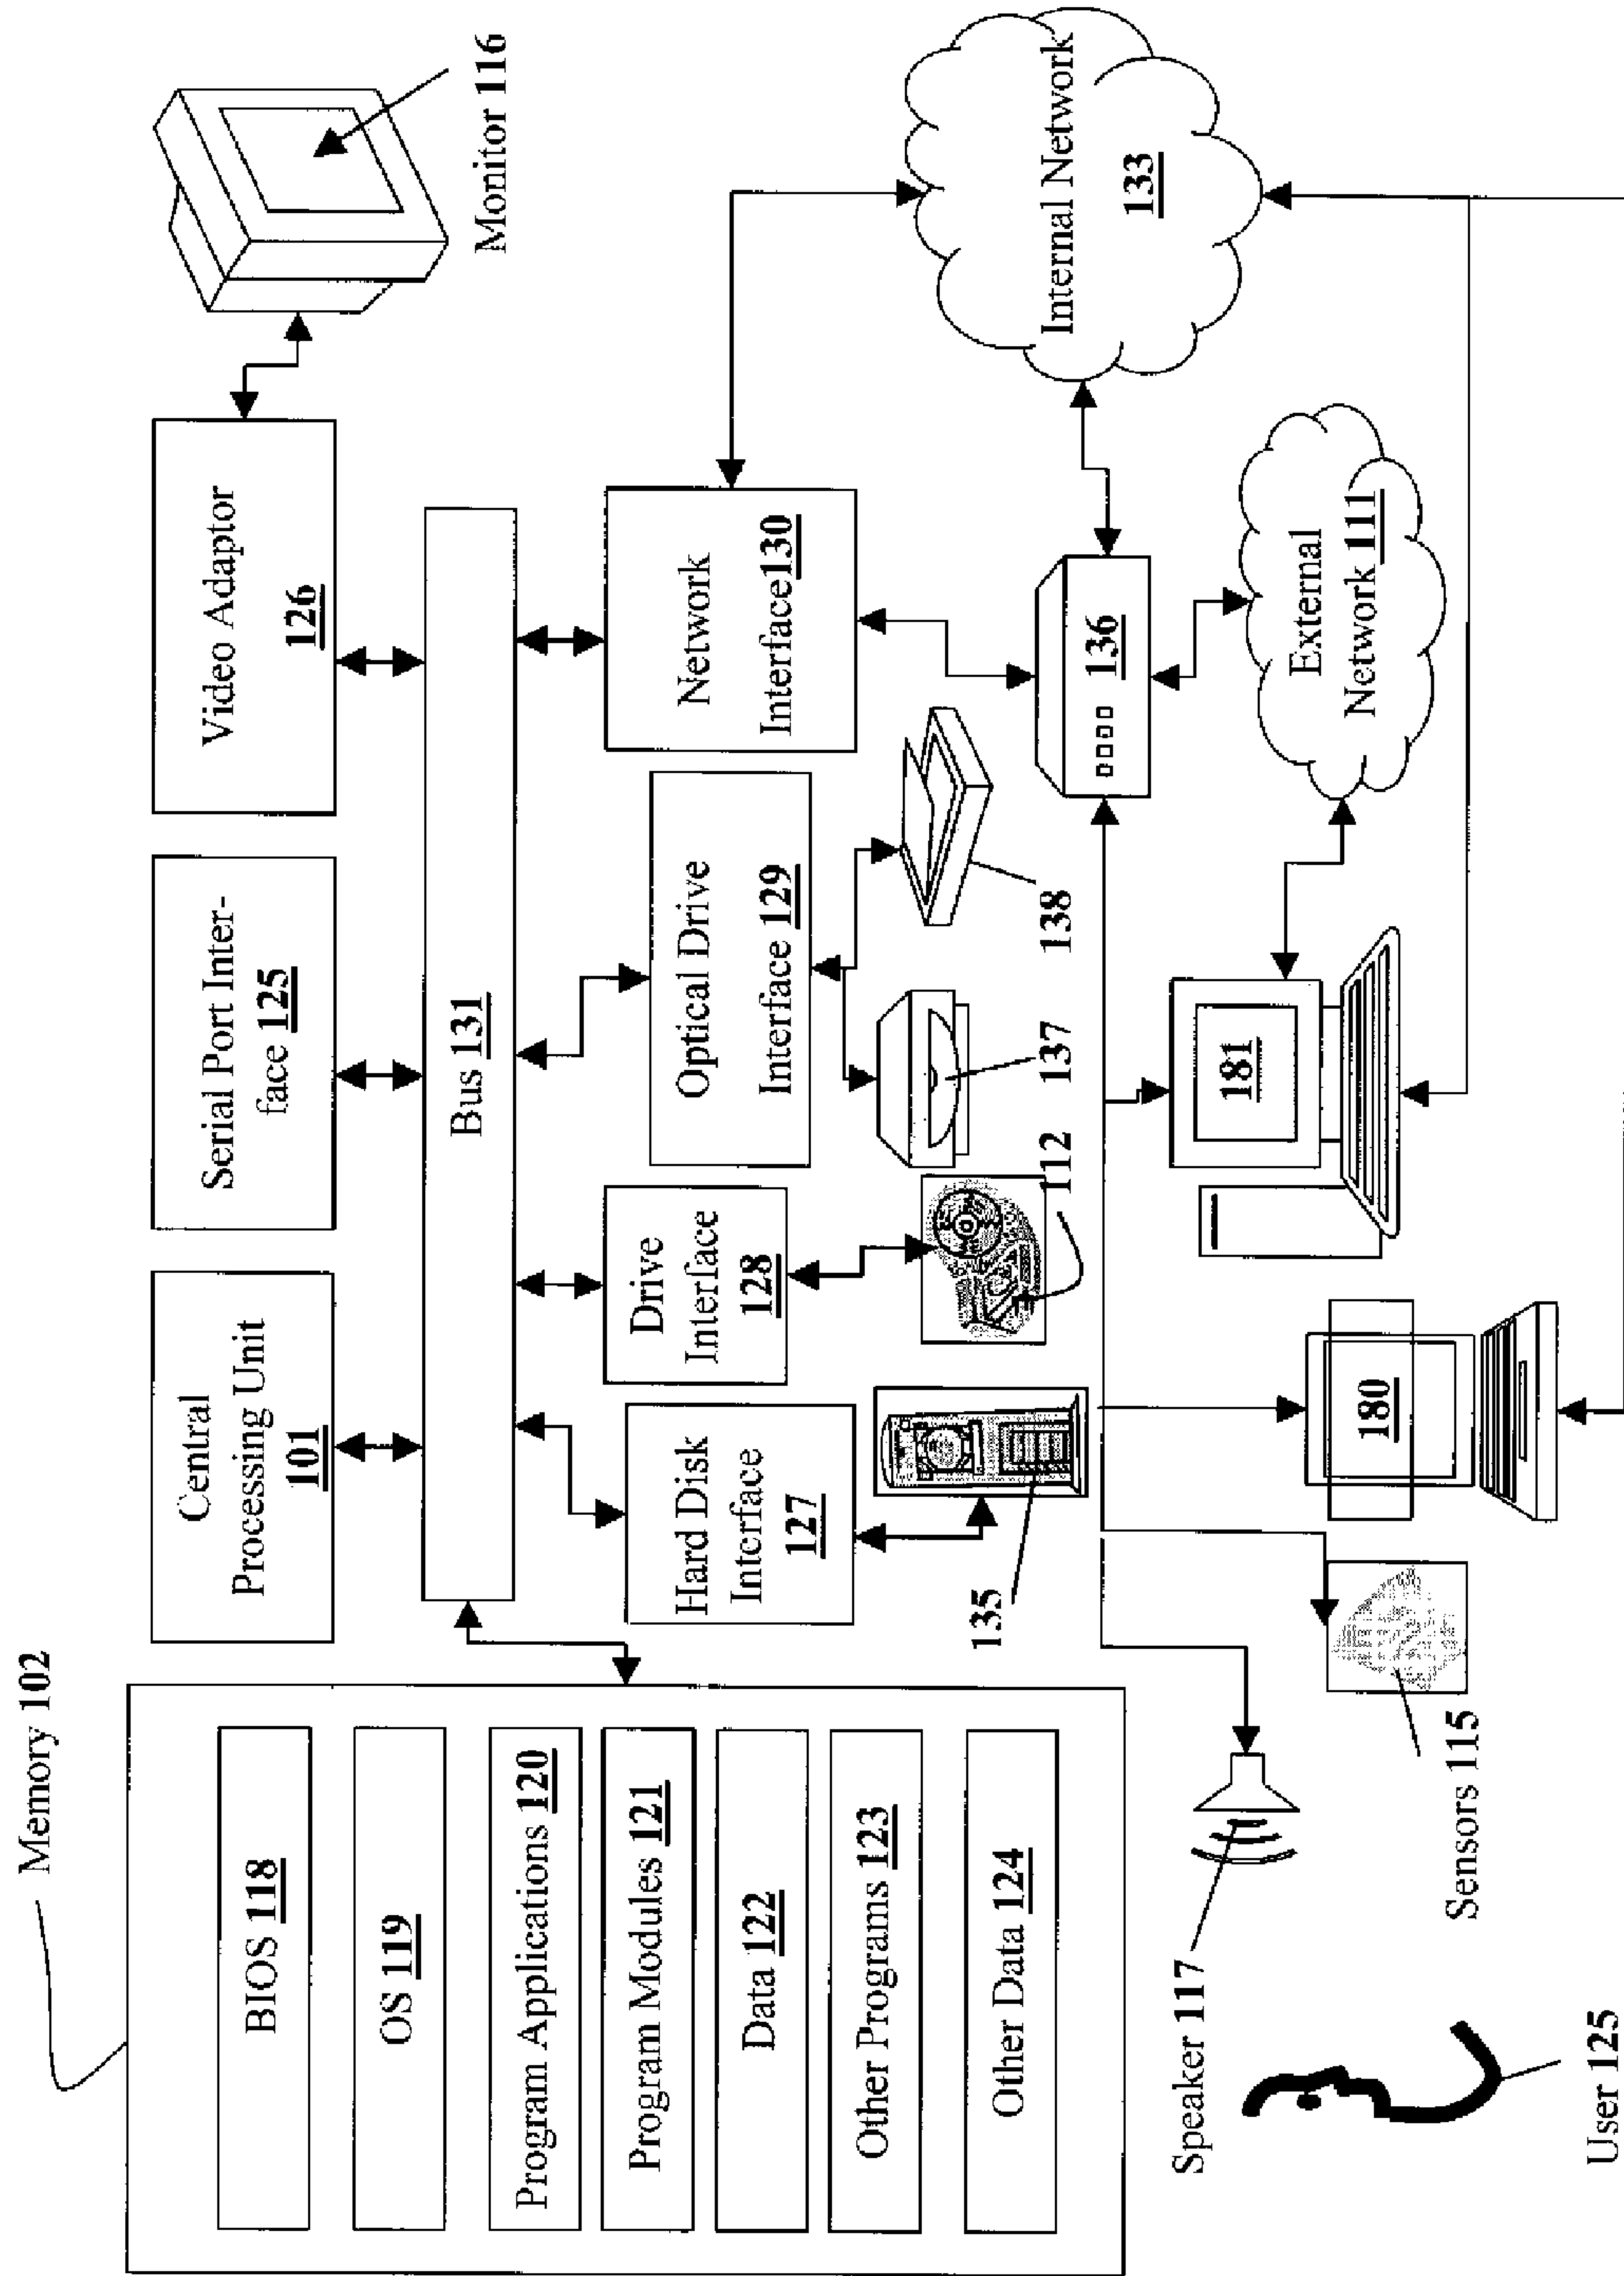 Memory 102
BIOS 118
OS 119
Program Applications 120
Program Modules 121
Data 122
Other Programs 123
Other Data 124
Central
Processing Unit
101
Serial Port Inter-
face 125
Video Adaptor
126
Monitor 116
Bus 131
Hard Disk
Interface
127
Drive
Interface
128
Optical Drive
Interface 129
Network
Interface130
135
112
137
138
136
Internal Network
133
External
Network 111
Speaker 117
Sensors 115
180
181
User 125